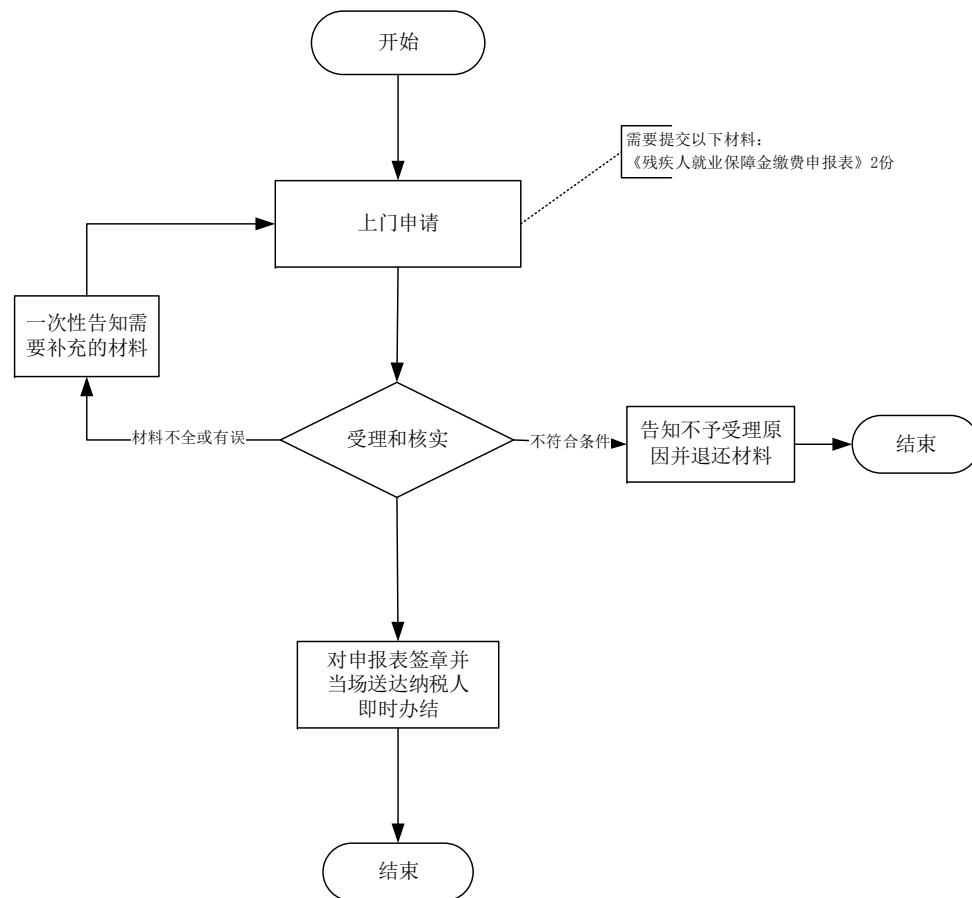 开始
需要提交以下材料：
《残疾人就业保障金缴费申报表》2份
上门申请
一次性告知需
要补充的材料
材料不全或有误
受理和核实
不符合条件
告知不予受理原
因并退还材料
结束
对申报表签章并
当场送达纳税人
即时办结
结束